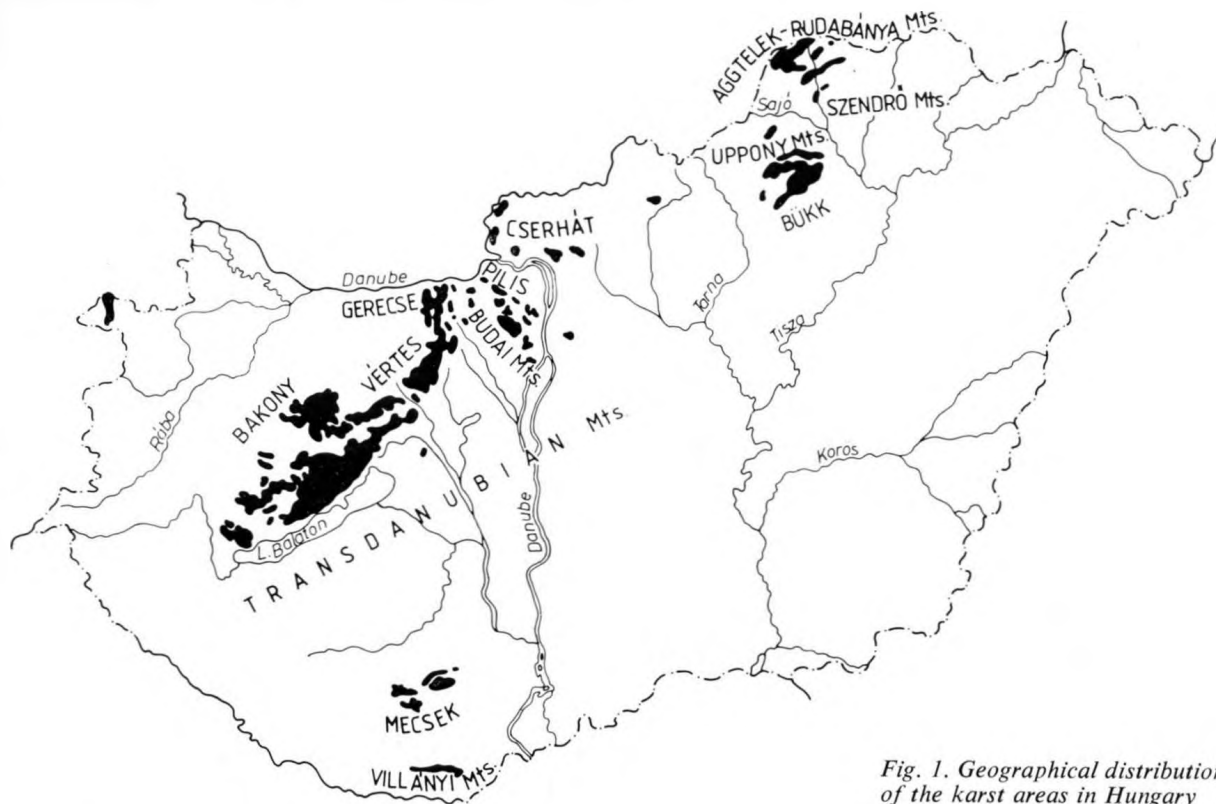 AGGTELEK-RUDABÁNYA Mts.
SZENDRŐ Mts.
Sajó
UPPONY Mts.
BÜKK
CSERHÁT
Danube
PILIS
GERECSE
BUDAI Mts.
Tarna
Tisza
VÉRTES
BAKONY
Rába
L. Balaton
TRANSDANUBIAN Mts.
Danube
Koros
MECSEK
VILLÁNYI Mts.
Fig. 1. Geographical distribution
of the karst areas in Hungary